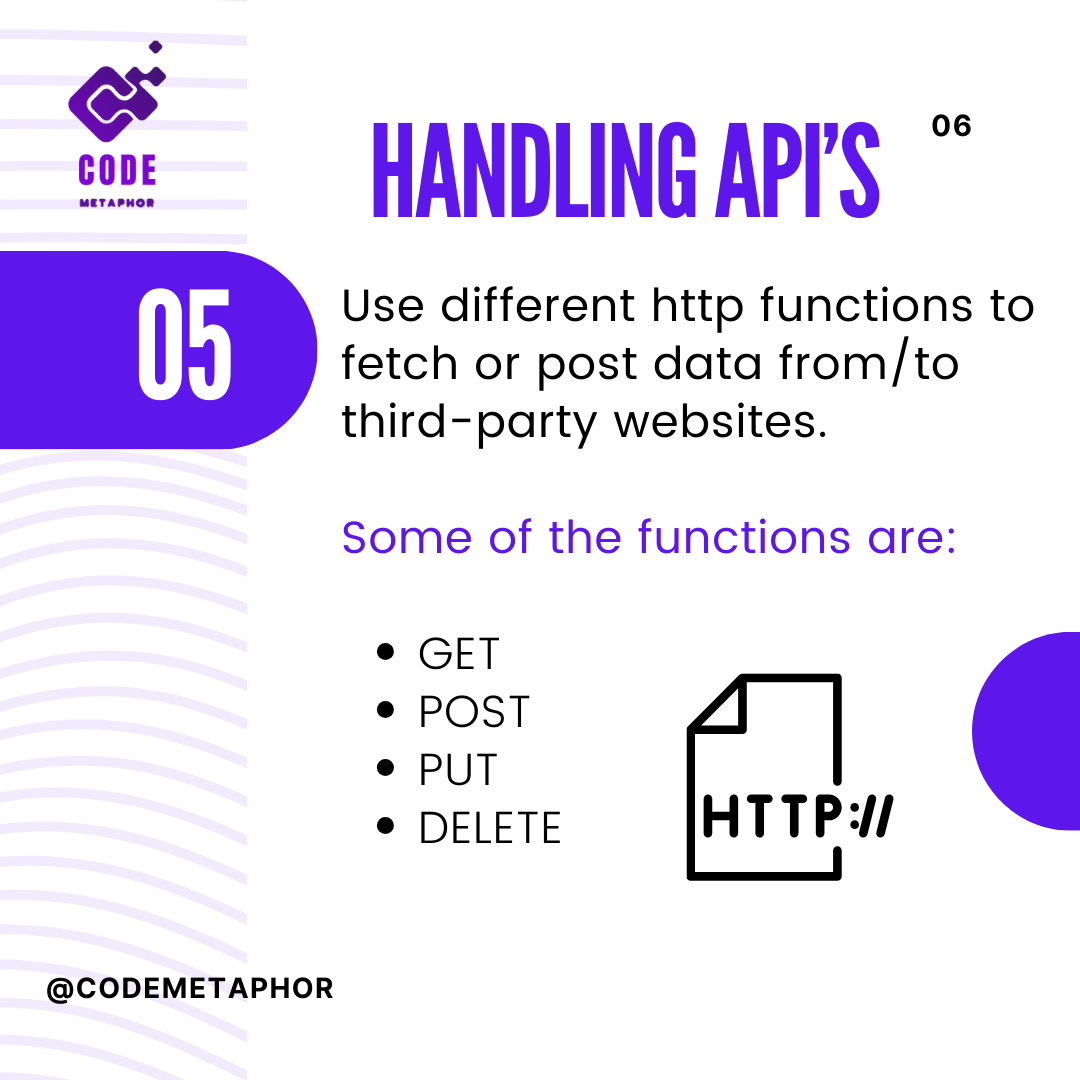 CODE
METAPHOR
HANDLING API’S
06
05
Use different http functions to
fetch or post data from/to
third-party websites.
Some of the functions are:
• GET
• POST
• PUT
• DELETE
HTTP://
@CODEMETAPHOR